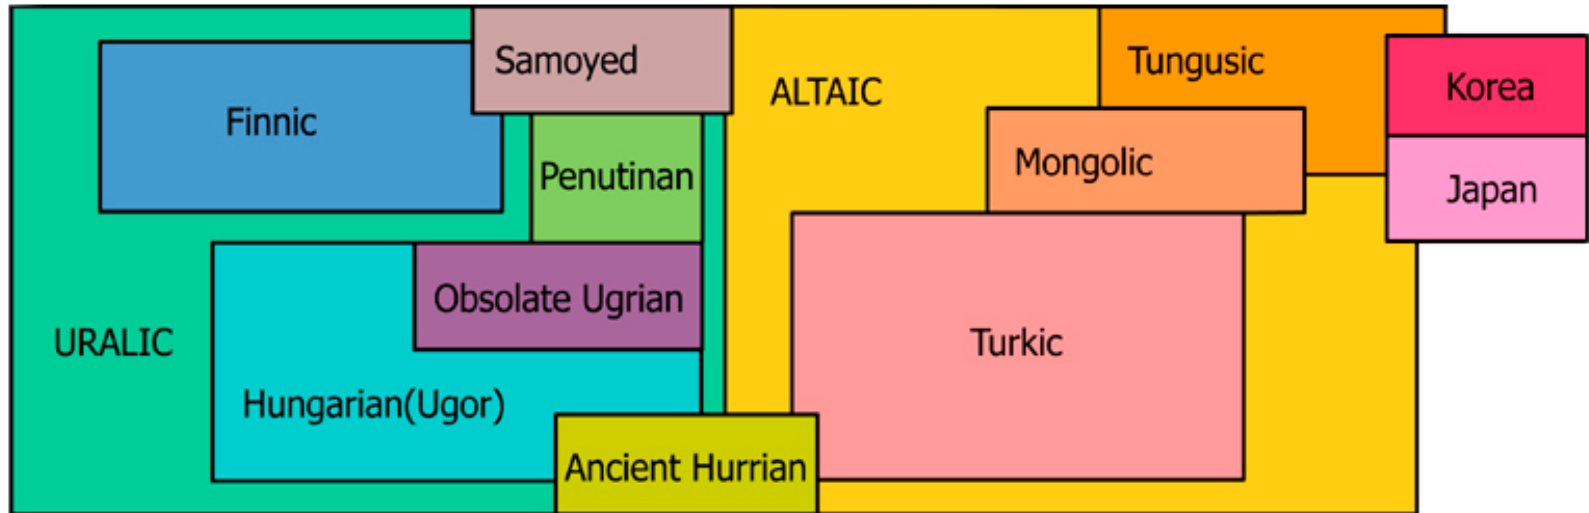 Samoyed
Tungusic
ALTAIC
Korea
Finnic
Mongolic
Penutinan
Japan
Obsolate Ugrian
URALIC
Turkic
Hungarian(Ugor)
Ancient Hurrian